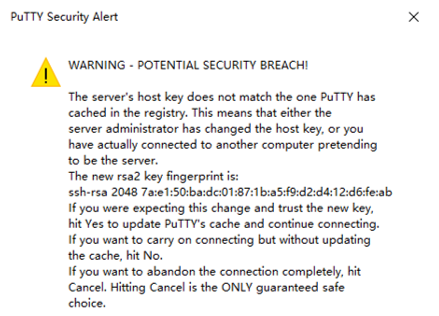 PuTTY Security Alert
WARNING - POTENTIAL SECURITY BREACH!
The server's host key does not match the one PuTTY has
cached in the registry. This means that either the
server administrator has changed the host key, or you
have actually connected to another computer pretending
to be the server.
The new rsa2 key fingerprint is:
ssh-rsa 2048 7a:e1:50:ba:dc:01:87:1b:a5:f9:d2:d4:12:d6:fe:ab
If you were expecting this change and trust the new key,
hit Yes to update PuTTY's cache and continue connecting.
If you want to carry on connecting but without updating
the cache, hit No.
If you want to abandon the connection completely, hit
Cancel. Hitting Cancel is the ONLY guaranteed safe
choice.